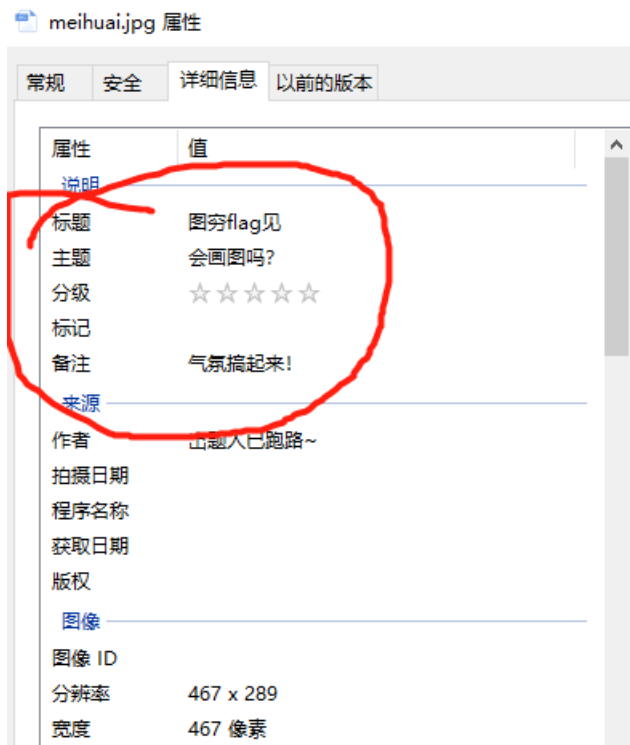 meihuai.jpg 属性
常规 安全 详细信息 以前的版本
属性 值
说明
标题 图穷flag见
主题 会画图吗?
分级 ☆☆☆☆☆
标记
备注 气氛搞起来!
来源
作者 出题人已跑路~
拍摄日期
程序名称
获取日期
版权
图像
图像 ID
分辨率 467 x 289
宽度 467 像素